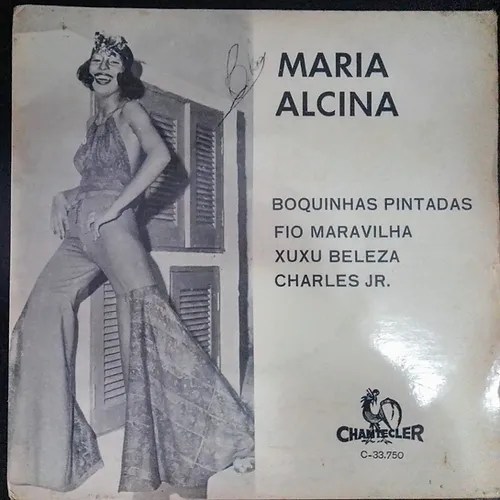 MARIA
ALCINA
BOQUINHAS PINTADAS
FIO MARAVILHA
XUXU BELEZA
CHARLES JR.
CHANTECLER
C-33.750